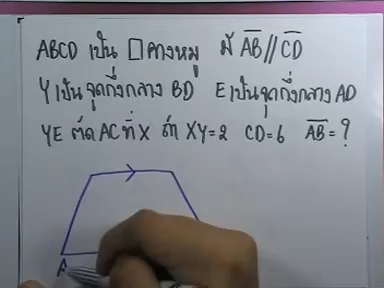 ABCD เป็น □ คางหมู มี AB // CD
Y เป็นจุดกึ่งกลาง BD E เป็นจุดกึ่งกลาง AD
YE ตัด AC ที่ X ถ้า XY = 2 CD = 6 AB = ?
A